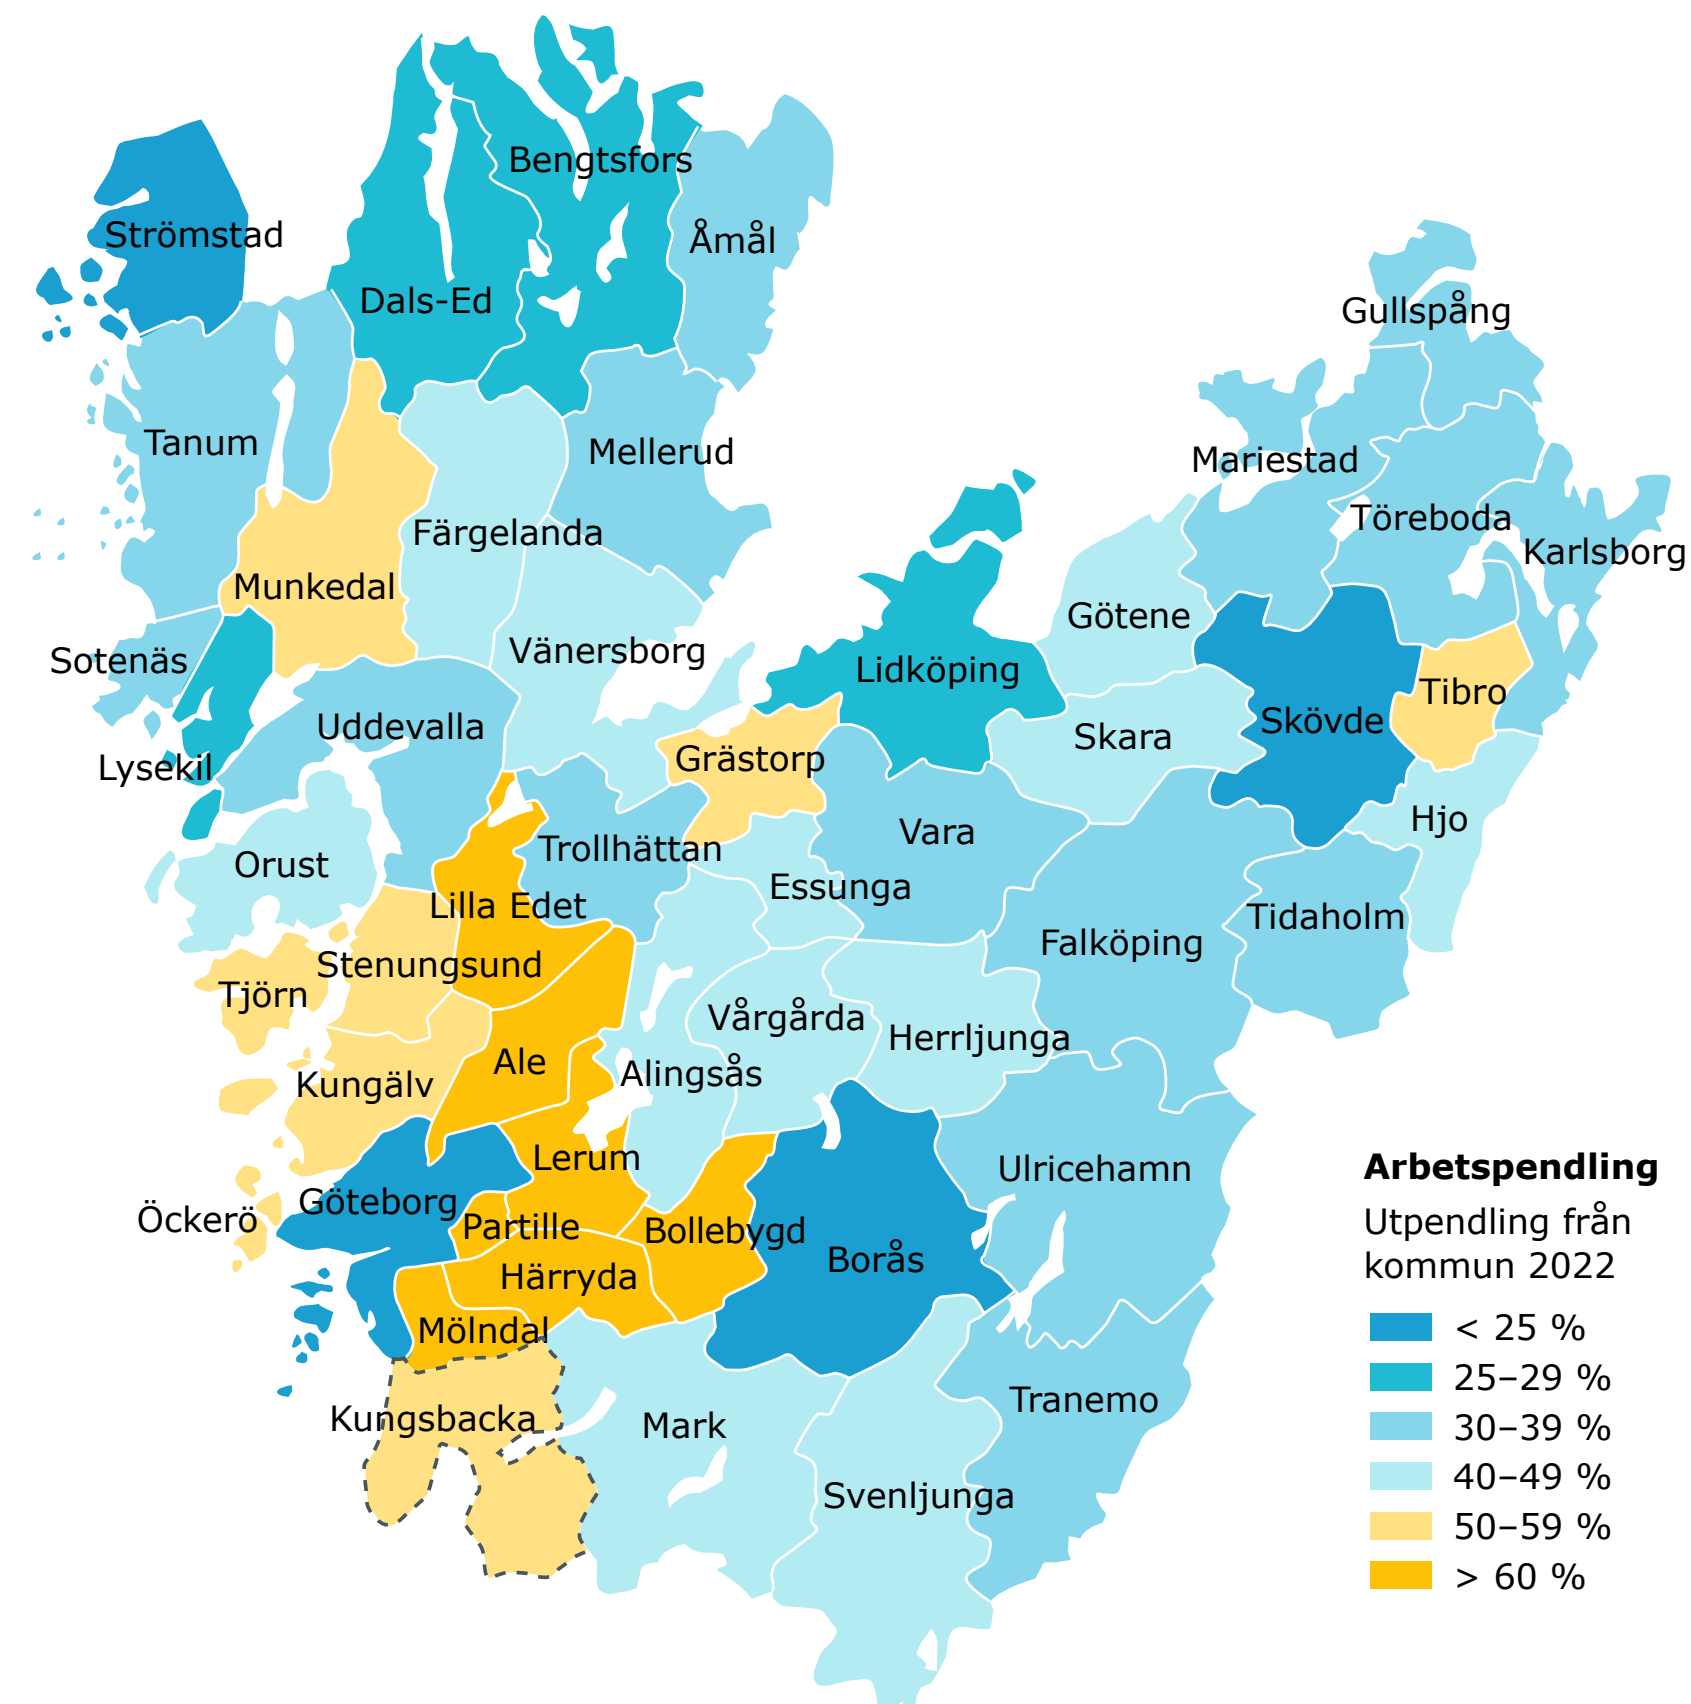 Bengtsfors
Strömstad
Åmål
Dals-Ed
Gullspång
Tanum
Mellerud
Mariestad
Töreboda
Färgelanda
Karlsborg
Munkedal
Götene
Sotenäs
Vänersborg
Lidköping
Tibro
Uddevalla
Skövde
Skara
Grästorp
Lysekil
Hjo
Vara
Trollhättan
Orust
Essunga
Lilla Edet
Tidaholm
Falköping
Stenungsund
Tjörn
Vårgårda
Herrljunga
Ale
Alingsås
Kungälv
Lerum
Ulricehamn
Göteborg
Öckerö
Partille
Bollebygd
Borås
Härryda
Mölndal
Tranemo
Kungsbacka
Mark
Svenljunga
Arbetspendling
Utpendling från
kommun 2022
< 25 %
25–29 %
30–39 %
40–49 %
50–59 %
> 60 %